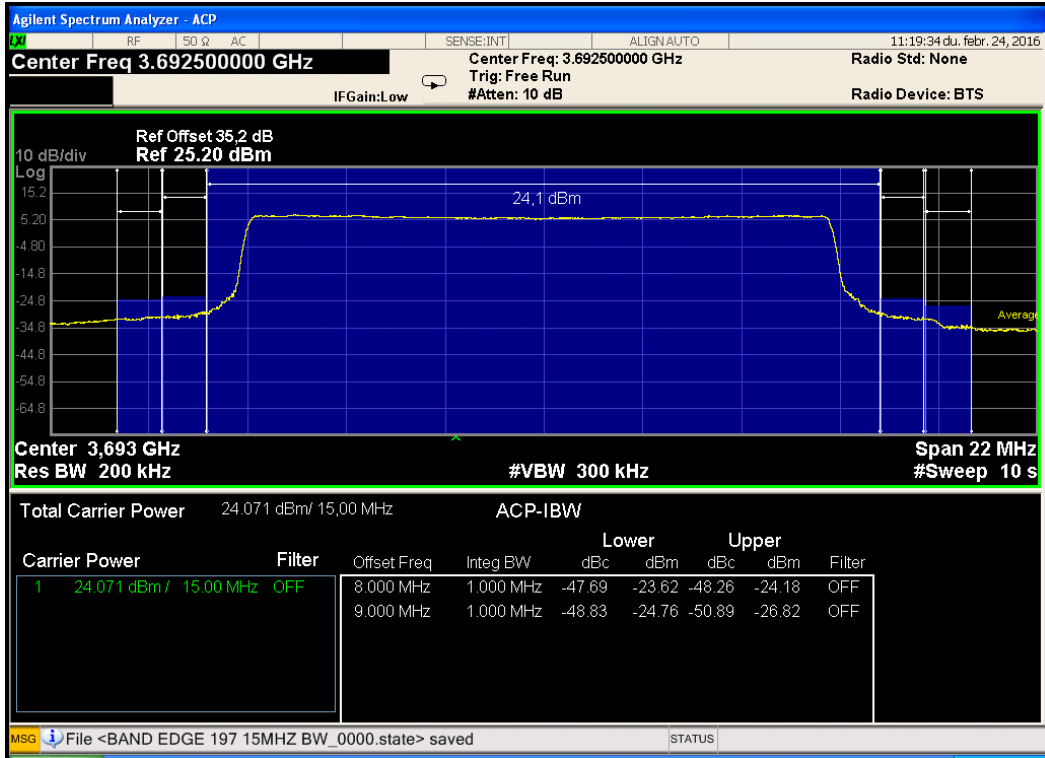 Agilent Spectrum Analyzer - ACP
LXI RF 50 Ω AC SENSE:INT ALIGN AUTO 11:19:34 du. febr. 24, 2016
Center Freq 3.692500000 GHz Center Freq: 3.692500000 GHz Radio Std: None
Trig: Free Run
IFGain:Low #Atten: 10 dB Radio Device: BTS
Ref Offset 35,2 dB
10 dB/div Ref 25.20 dBm
Log
15.2
24,1 dBm
5.20
-4.80
-14.8
-24.8
Average
-34.8
-44.8
-54.8
-64.8
Center 3,693 GHz Span 22 MHz
Res BW 200 kHz #VBW 300 kHz #Sweep 10 s
Total Carrier Power 24.071 dBm/ 15,00 MHz ACP-IBW
Lower Upper
Carrier Power Filter Offset Freq Integ BW dBc dBm dBc dBm Filter
1 24.071 dBm / 15.00 MHz OFF 8.000 MHz 1.000 MHz -47.69 -23.62 -48.26 -24.18 OFF
9.000 MHz 1.000 MHz -48.83 -24.76 -50.89 -26.82 OFF
MSG File <BAND EDGE 197 15MHZ BW_0000.state> saved STATUS